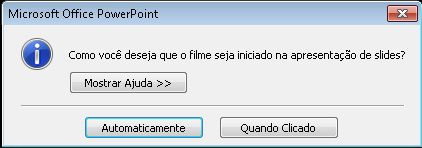 Microsoft Office PowerPoint
Como você deseja que o filme seja iniciado na apresentação de slides?
Mostrar Ajuda >>
Automaticamente
Quando Clicado